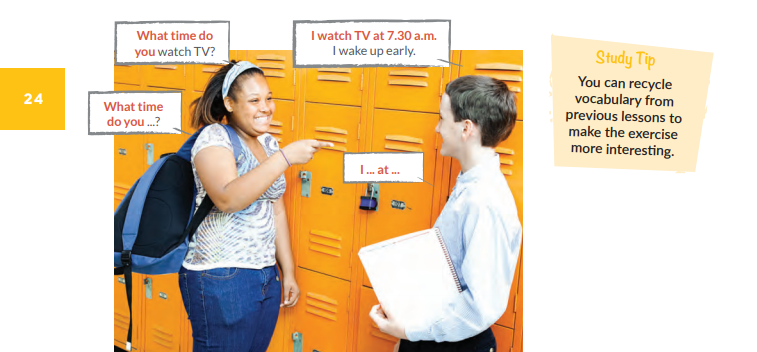 What time do
you watch TV?
I watch TV at 7.30 a.m.
I wake up early.
24
What time
do you ...?
I ... at ...
Study Tip
You can recycle
vocabulary from
previous lessons to
make the exercise
more interesting.